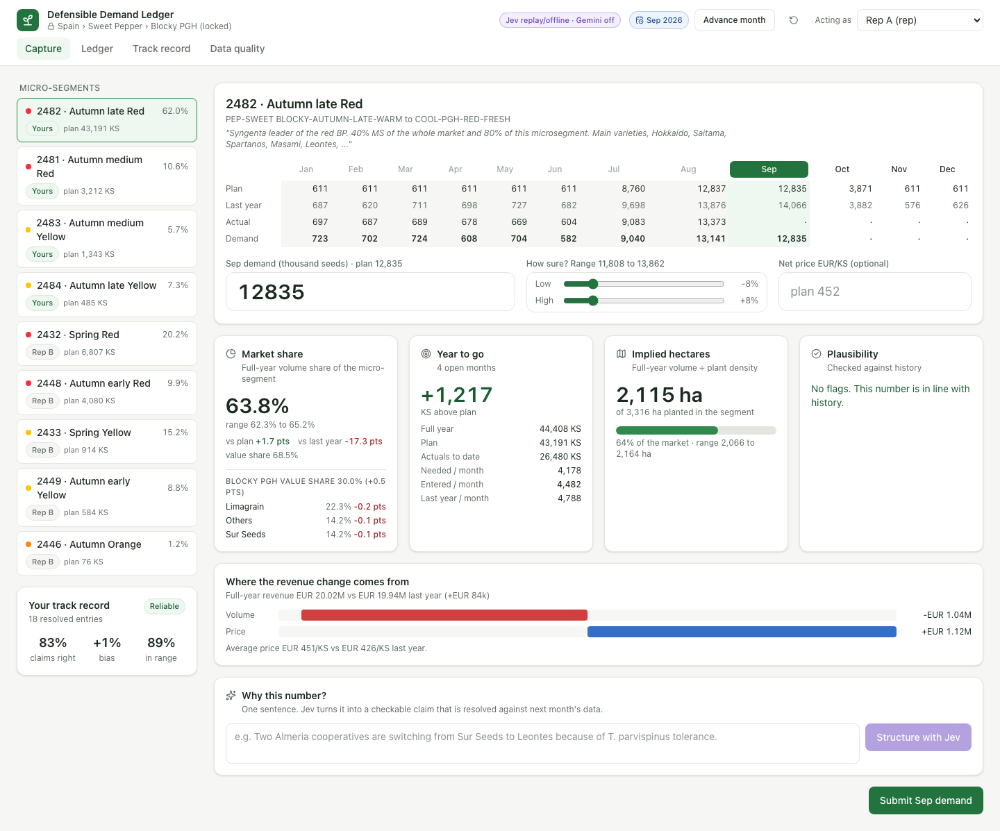 Defensible Demand Ledger
Spain › Sweet Pepper › Blocky PGH (locked)
Jev replay/offline · Gemini off
Sep 2026
Advance month
Acting as
Rep A (rep)
Capture
Ledger
Track record
Data quality
MICRO-SEGMENTS
2482 · Autumn late Red 62.0%
Yours plan 43,191 KS
2481 · Autumn medium
Red
10.6%
Yours plan 3,212 KS
2483 · Autumn medium
Yellow
5.7%
Yours plan 1,343 KS
2484 · Autumn late Yellow 7.3%
Yours plan 485 KS
2432 · Spring Red 20.2%
Rep B plan 6,807 KS
2448 · Autumn early Red 9.9%
Rep B plan 4,080 KS
2433 · Spring Yellow 15.2%
Rep B plan 914 KS
2449 · Autumn early
Yellow
8.8%
Rep B plan 584 KS
2446 · Autumn Orange 1.2%
Rep B plan 76 KS
Your track record Reliable
18 resolved entries
83% +1% 89%
claims right bias in range
2482 · Autumn late Red
PEP-SWEET BLOCKY-AUTUMN-LATE-WARM to COOL-PGH-RED-FRESH
"Syngenta leader of the red BP. 40% MS of the whole market and 80% of this microsegment. Main varieties, Hokkaido, Saitama,
Spartanos, Masami, Leontes, ..."
Jan Feb Mar Apr May Jun Jul Aug Sep Oct Nov Dec
Plan 611 611 611 611 611 611 8,760 12,837 12,835 3,871 611 611
Last year 687 620 711 698 727 682 9,698 13,876 14,066 3,882 576 626
Actual 697 687 689 678 669 604 9,083 13,373 · · · ·
Demand 723 702 724 608 704 582 9,040 13,141 12,835 · · ·
Sep demand (thousand seeds) · plan 12,835
12835
How sure? Range 11,808 to 13,862
Low -8%
High +8%
Net price EUR/KS (optional)
plan 452
Market share
Full-year volume share of the micro-
segment
63.8%
range 62.3% to 65.2%
vs plan +1.7 pts vs last year -17.3 pts
value share 68.5%
BLOCKY PGH VALUE SHARE 30.0% (+0.5
PTS)
Limagrain 22.3% -0.2 pts
Others 14.2% -0.1 pts
Sur Seeds 14.2% -0.1 pts
Year to go
4 open months
+1,217
KS above plan
Full year 44,408 KS
Plan 43,191 KS
Actuals to date 26,480 KS
Needed / month 4,178
Entered / month 4,482
Last year / month 4,788
Implied hectares
Full-year volume ÷ plant density
2,115 ha
of 3,316 ha planted in the segment
64% of the market · range 2,066 to
2,164 ha
Plausibility
Checked against history
No flags. This number is in line with
history.
Where the revenue change comes from
Full-year revenue EUR 20.02M vs EUR 19.94M last year (+EUR 84k)
Volume -EUR 1.04M
Price +EUR 1.12M
Average price EUR 451/KS vs EUR 426/KS last year.
Why this number?
One sentence. Jev turns it into a checkable claim that is resolved against next month's data.
e.g. Two Almeria cooperatives are switching from Sur Seeds to Leontes because of T. parvispinus tolerance.
Structure with Jev
Submit Sep demand